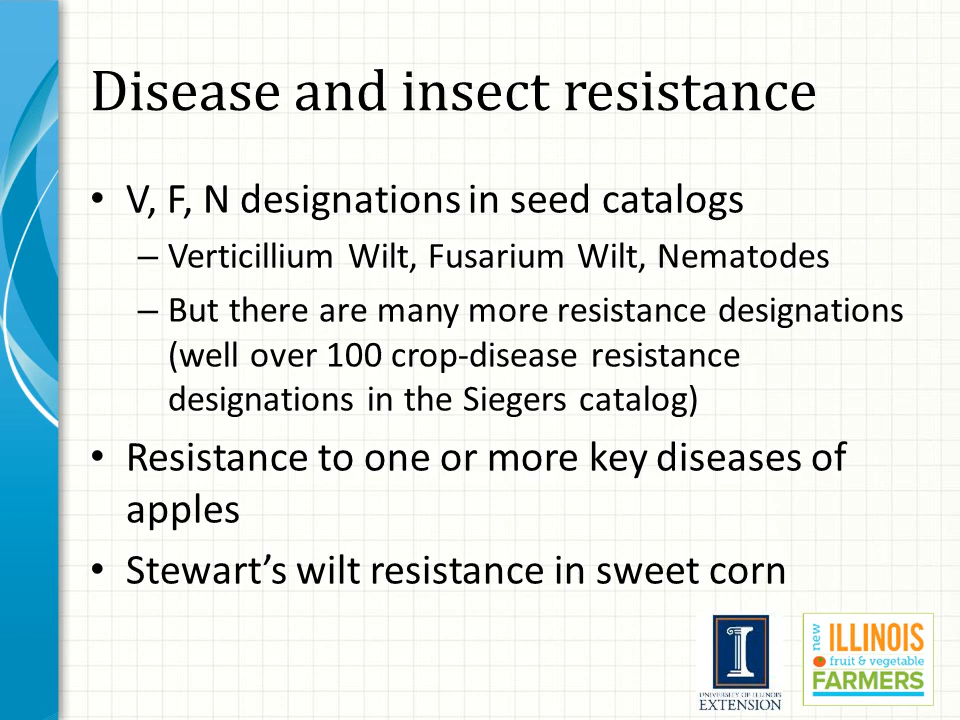 Disease and insect resistance
• V, F, N designations in seed catalogs
– Verticillium Wilt, Fusarium Wilt, Nematodes
– But there are many more resistance designations
(well over 100 crop-disease resistance
designations in the Siegers catalog)
• Resistance to one or more key diseases of
apples
• Stewart’s wilt resistance in sweet corn
I
UNIVERSITY OF ILLINOIS
EXTENSION
new
ILLINOIS
fruit & vegetable
FARMERS